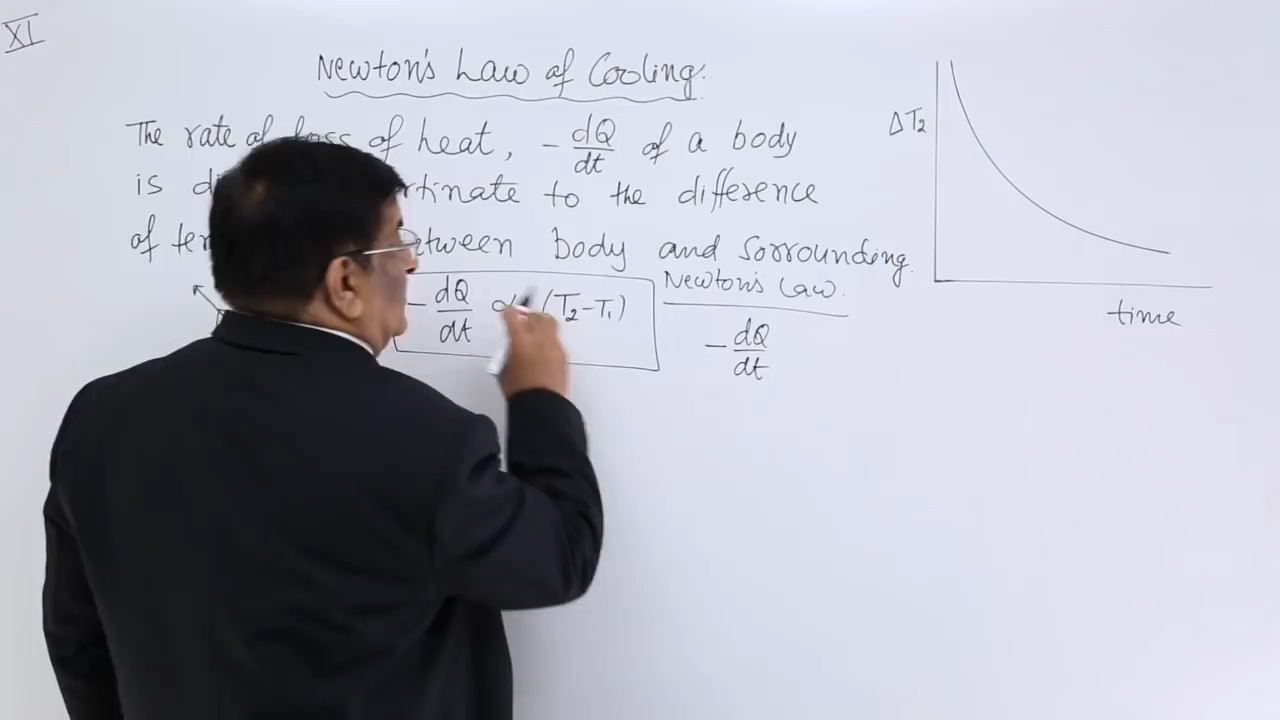 XI
Newton's Law of Cooling.
The rate of loss of heat, - dQ/dt of a body
is to the difference
of between body and sorrounding.
- dQ/dt ∝ (T₂-T₁)
Newton's Law.
- dQ/dt
ΔT₂
time